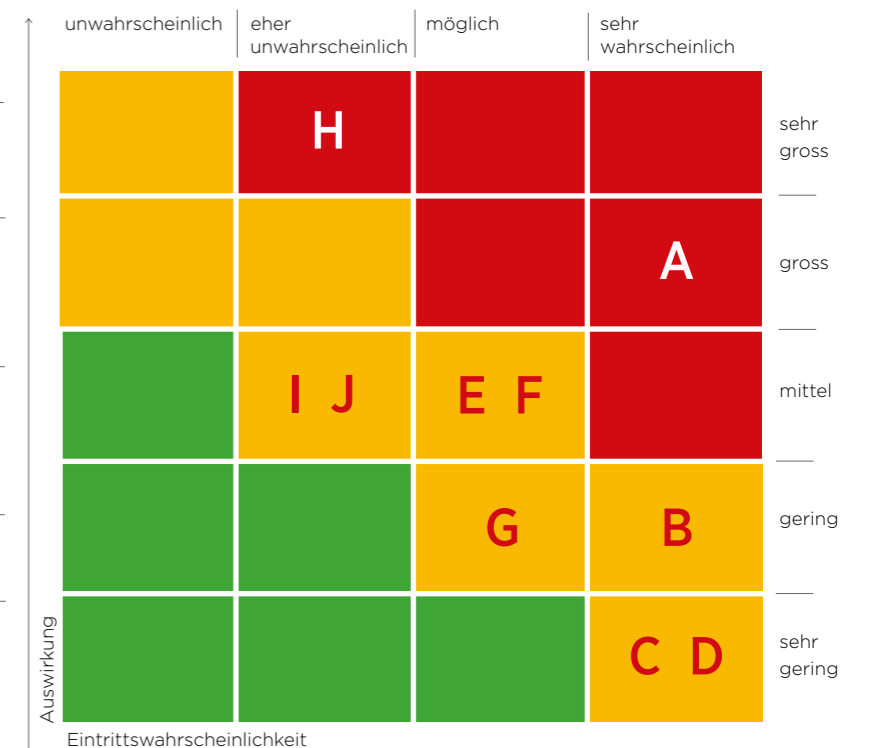 unwahrscheinlich
eher
unwahrscheinlich
möglich
sehr
wahrscheinlich
H
sehr
gross
A
gross
I J
E F
mittel
G
B
gering
C D
sehr
gering
Auswirkung
Eintrittswahrscheinlichkeit